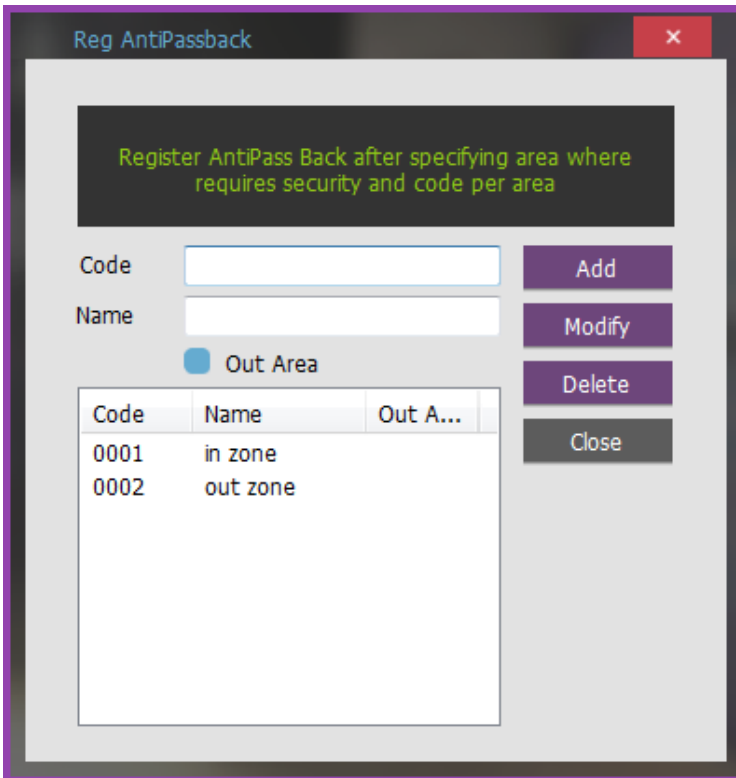 Reg AntiPassback
Register AntiPass Back after specifying area where
requires security and code per area
Code
Add
Name
Modify
Out Area
Delete
Code Name Out A...
Close
0001 in zone
0002 out zone